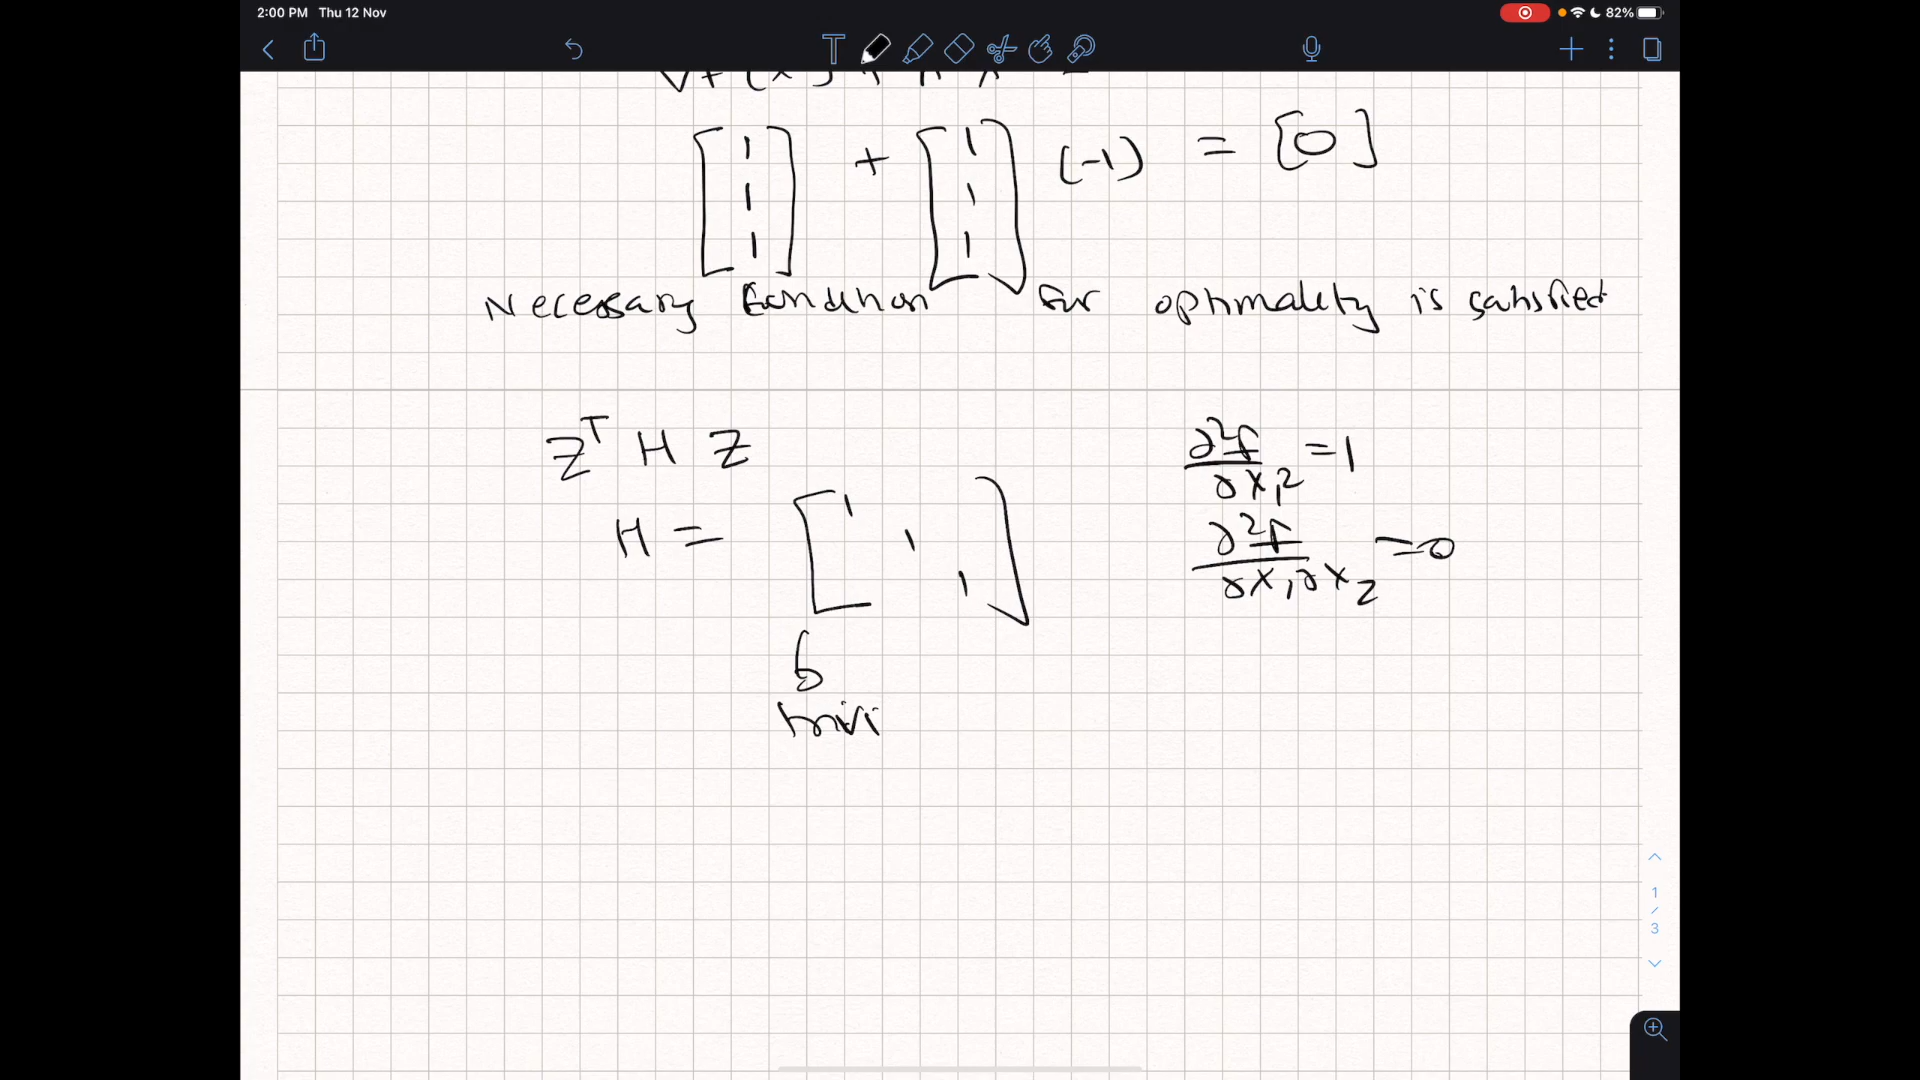 2:00 PM Thu 12 Nov
82%
T
[1 1 1] + [1 1 1] (-1) = [0]
Necessary Condition for optimality is satisfied
Z^T H Z
∂²f/∂x₁² = 1
H = [1 1 1]
∂²f/∂x₁∂x₂ = 0
trivi
1
/
3